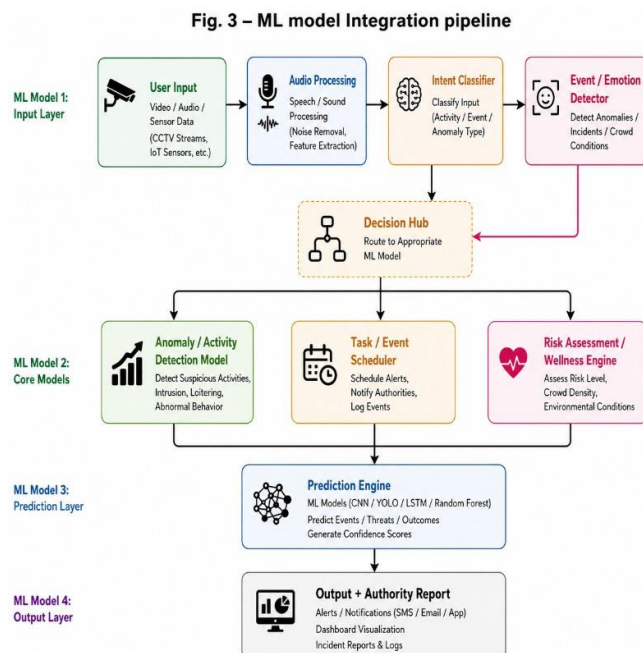 Fig. 3 – ML model Integration pipeline
ML Model 1:
Input Layer
User Input
Video / Audio /
Sensor Data
(CCTV Streams,
IoT Sensors, etc.)
Audio Processing
Speech / Sound
Processing
(Noise Removal,
Feature Extraction)
Intent Classifier
Classify Input
(Activity / Event /
Anomaly Type)
Event / Emotion
Detector
Detect Anomalies /
Incidents / Crowd
Conditions
Decision Hub
Route to Appropriate
ML Model
ML Model 2:
Core Models
Anomaly / Activity
Detection Model
Detect Suspicious Activities,
Intrusion, Loitering,
Abnormal Behavior
Task / Event
Scheduler
Schedule Alerts,
Notify Authorities,
Log Events
Risk Assessment /
Wellness Engine
Assess Risk Level,
Crowd Density,
Environmental Conditions
ML Model 3:
Prediction Layer
Prediction Engine
ML Models (CNN / YOLO / LSTM / Random Forest)
Predict Events / Threats / Outcomes
Generate Confidence Scores
ML Model 4:
Output Layer
Output + Authority Report
Alerts / Notifications (SMS / Email / App)
Dashboard Visualization
Incident Reports & Logs